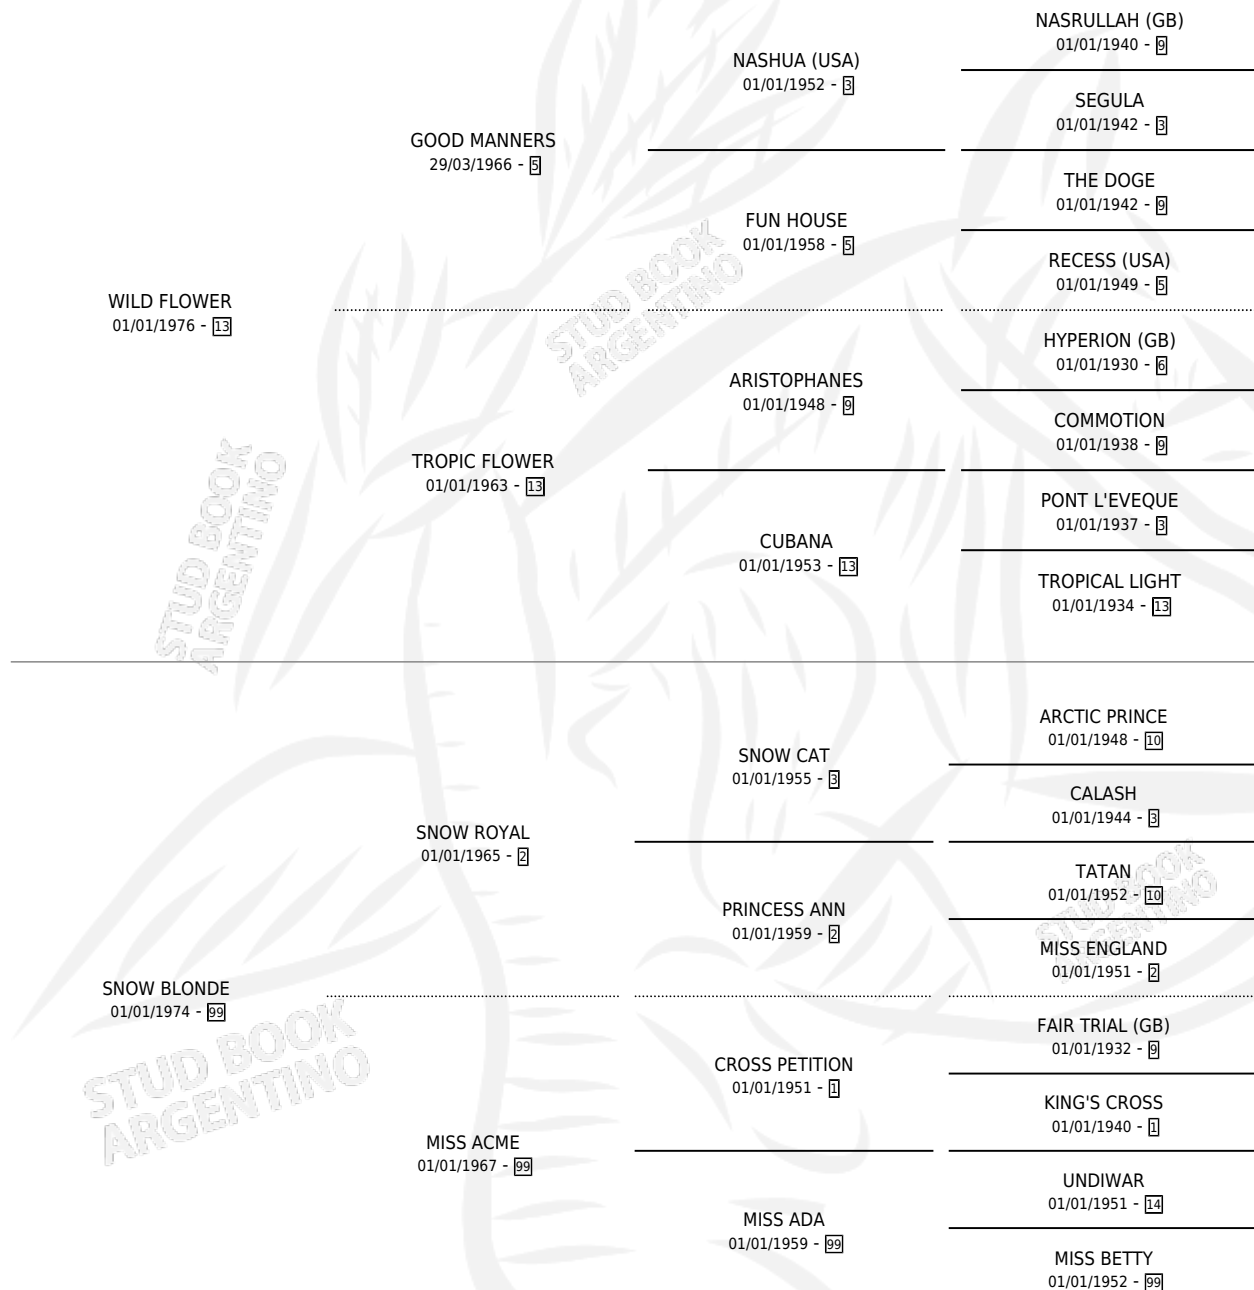 NASRULLAH (GB)
01/01/1940 - 9
NASHUA (USA)
01/01/1952 - 3
SEGULA
01/01/1942 - 3
GOOD MANNERS
29/03/1966 - 5
THE DOGE
01/01/1942 - 9
FUN HOUSE
01/01/1958 - 5
RECESS (USA)
01/01/1949 - 5
WILD FLOWER
01/01/1976 - 13
HYPERION (GB)
01/01/1930 - 6
ARISTOPHANES
01/01/1948 - 9
COMMOTION
01/01/1938 - 9
TROPIC FLOWER
01/01/1963 - 13
PONT L'EVEQUE
01/01/1937 - 3
CUBANA
01/01/1953 - 13
TROPICAL LIGHT
01/01/1934 - 13
ARCTIC PRINCE
01/01/1948 - 10
SNOW CAT
01/01/1955 - 3
CALASH
01/01/1944 - 3
SNOW ROYAL
01/01/1965 - 2
TATAN
01/01/1952 - 10
PRINCESS ANN
01/01/1959 - 2
MISS ENGLAND
01/01/1951 - 2
SNOW BLONDE
01/01/1974 - 99
FAIR TRIAL (GB)
01/01/1932 - 9
CROSS PETITION
01/01/1951 - 1
KING'S CROSS
01/01/1940 - 1
MISS ACME
01/01/1967 - 99
UNDIWAR
01/01/1951 - 14
MISS ADA
01/01/1959 - 99
MISS BETTY
01/01/1952 - 99
STUD BOOK
ARGENTINO
STUD BOOK
ARGENTINO
STUD BOOK
ARGENTINO
STUD BOOK
ARGENTINO